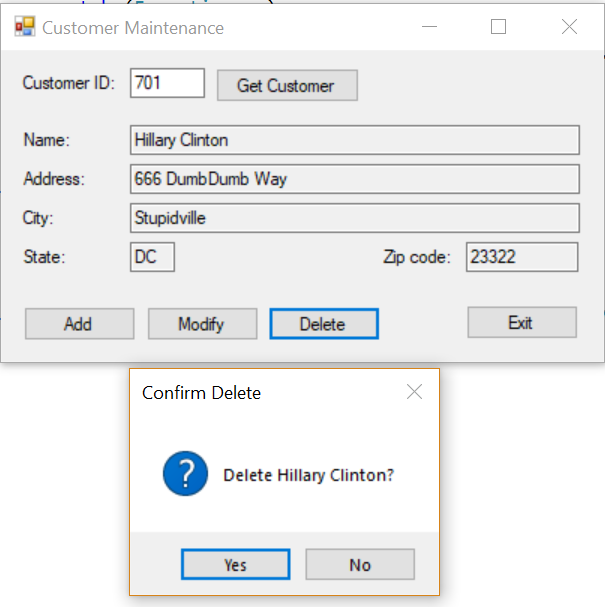 Customer Maintenance
Customer ID: 701 Get Customer
Name: Hillary Clinton
Address: 666 DumbDumb Way
City: Stupidville
State: DC Zip code: 23322
Add Modify Delete Exit
Confirm Delete
Delete Hillary Clinton?
Yes No